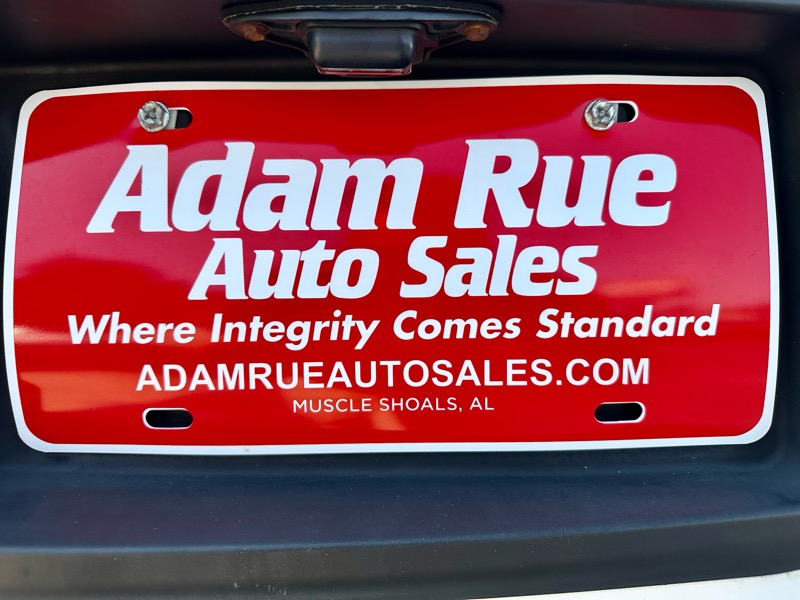 Adam Rue
Auto Sales
Where Integrity Comes Standard
ADAMRUEAUTOSALES.COM
MUSCLE SHOALS, AL